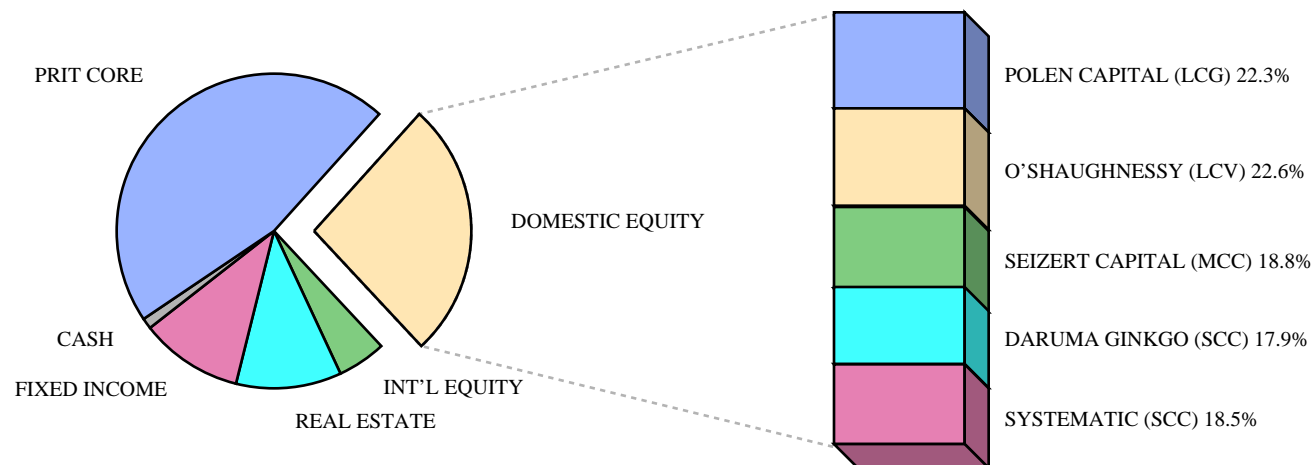 PRIT CORE
DOMESTIC EQUITY
CASH
FIXED INCOME
INT'L EQUITY
REAL ESTATE
POLEN CAPITAL (LCG) 22.3%
O'SHAUGHNESSY (LCV) 22.6%
SEIZERT CAPITAL (MCC) 18.8%
DARUMA GINKGO (SCC) 17.9%
SYSTEMATIC (SCC) 18.5%